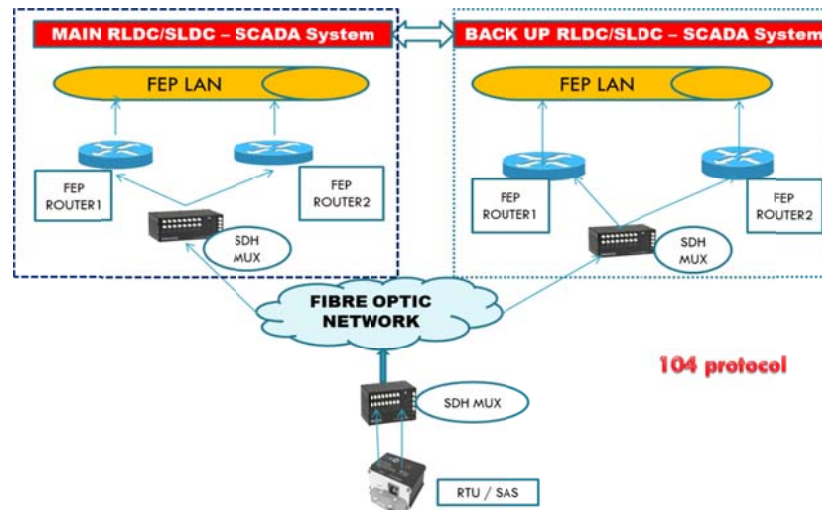 MAIN RLDC/SLDC – SCADA System
BACK UP RLDC/SLDC – SCADA System
FEP LAN
FEP LAN
FEP
ROUTER1
FEP
ROUTER2
SDH
MUX
FEP
ROUTER1
FEP
ROUTER2
SDH
MUX
FIBRE OPTIC
NETWORK
104 protocol
SDH MUX
RTU / SAS